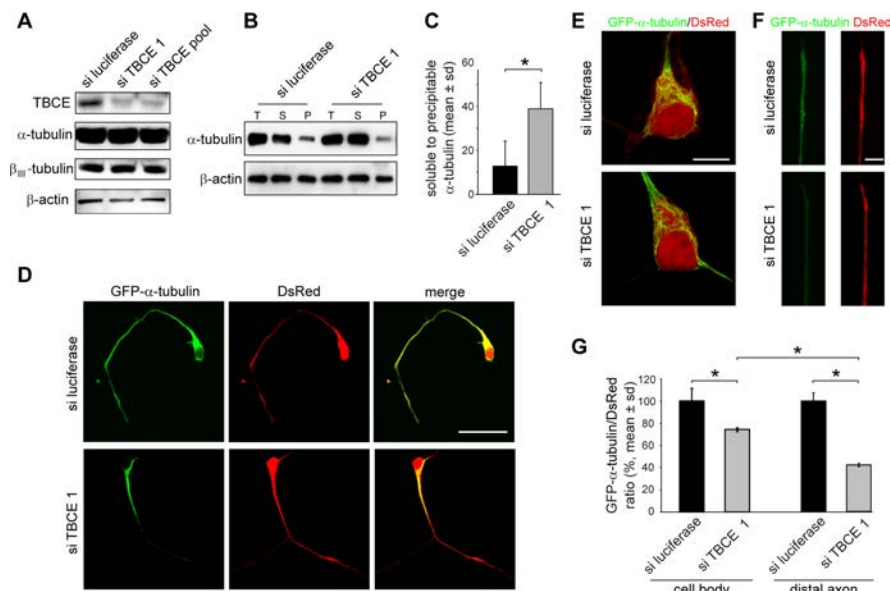 A
si luciferase
si TBCE 1
si TBCE pool
TBCE
α-tubulin
βIII-tubulin
β-actin
B
si luciferase
si TBCE 1
T S P T S P
α-tubulin
β-actin
C
soluble to precipitable
α-tubulin (mean ± sd)
60
40
20
0
*
si luciferase
si TBCE 1
D
GFP-α-tubulin
DsRed
merge
si luciferase
si TBCE 1
E
GFP-α-tubulin/DsRed
si luciferase
si TBCE 1
F
GFP-α-tubulin DsRed
si luciferase
si TBCE 1
G
GFP-α-tubulin/DsRed
ratio (%, mean ± sd)
120
100
80
60
40
20
0
*
*
*
si luciferase
si TBCE 1
si luciferase
si TBCE 1
cell body
distal axon